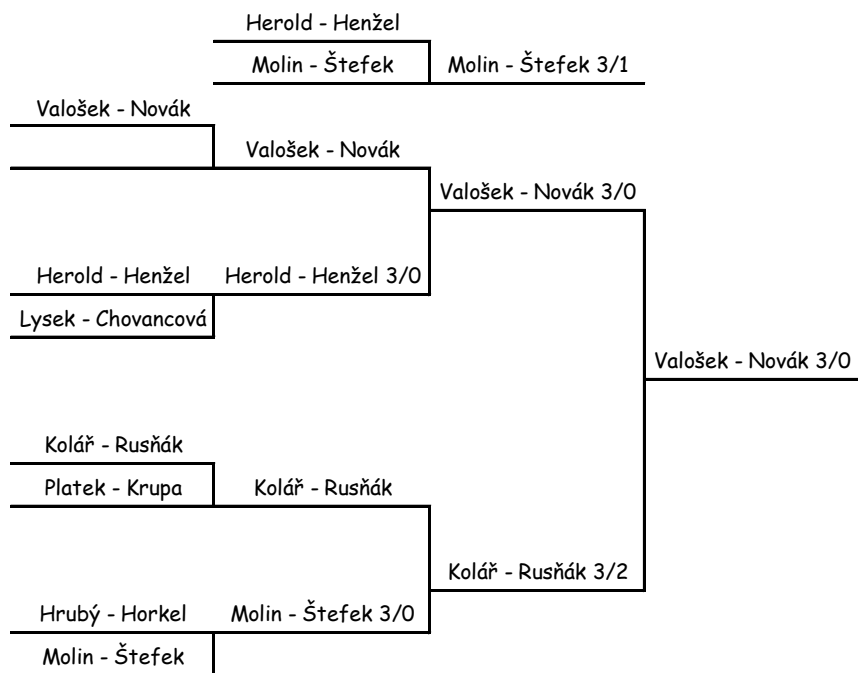 Herold - Henžel
Molin - Štefek
Molin - Štefek 3/1
Valošek - Novák
Valošek - Novák
Valošek - Novák 3/0
Herold - Henžel
Herold - Henžel 3/0
Lysek - Chovancová
Valošek - Novák 3/0
Kolář - Rusňák
Platek - Krupa
Kolář - Rusňák
Kolář - Rusňák 3/2
Hrubý - Horkel
Molin - Štefek 3/0
Molin - Štefek